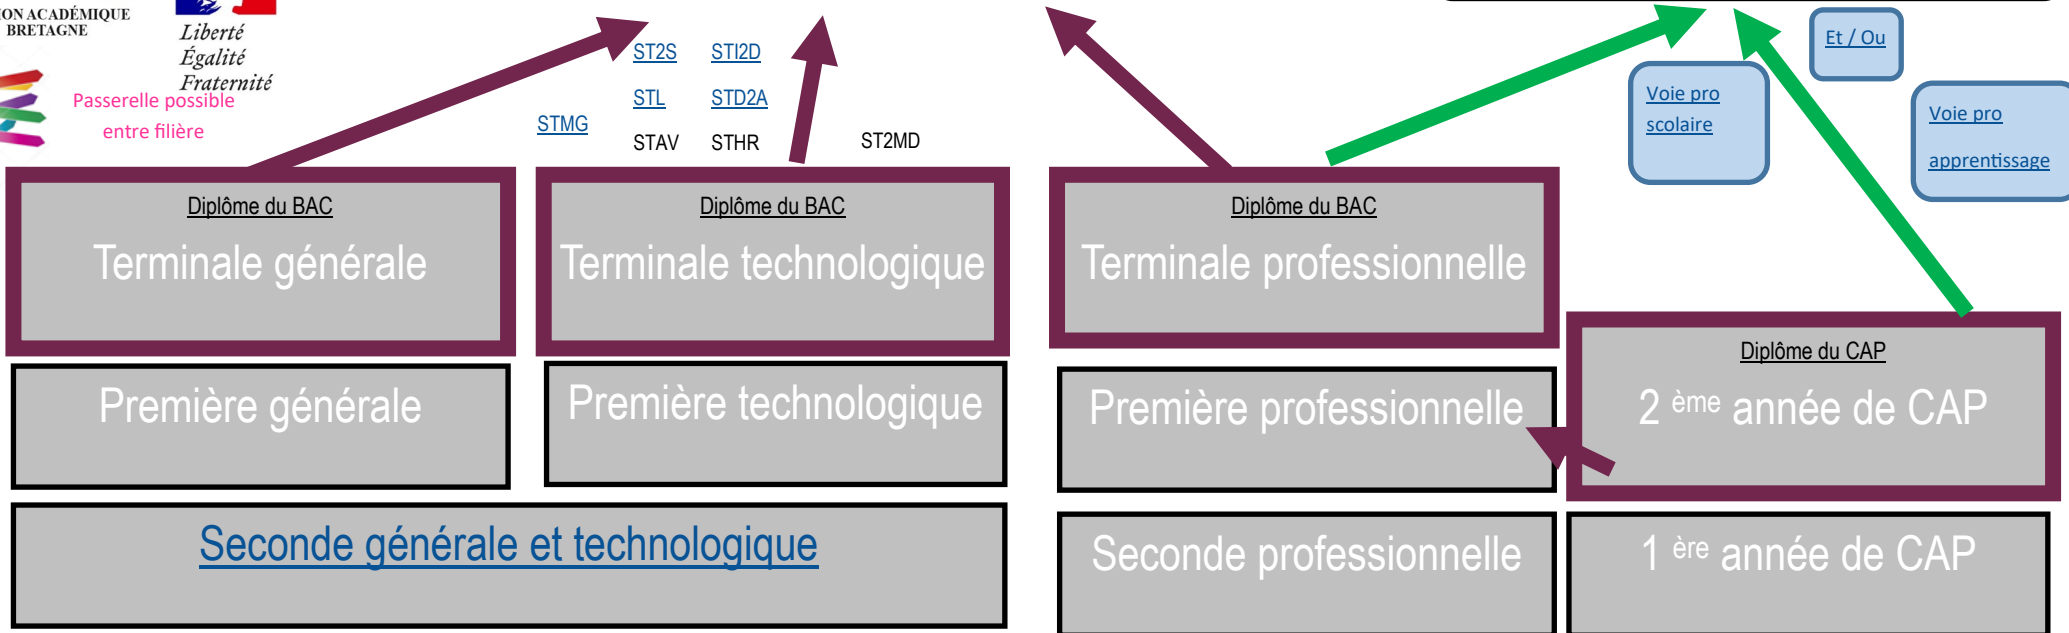 BRETAGNE
Liberté
Égalité
Fraternité
Passerelle possible
entre filière
ST2S STI2D
STL STD2A
STMG
STAV STHR ST2MD
Et / Ou
Voie pro
scolaire
Voie pro
apprentissage
Diplôme du BAC
Terminale générale
Diplôme du BAC
Terminale technologique
Diplôme du BAC
Terminale professionnelle
Diplôme du CAP
2 ème année de CAP
Première générale
Première technologique
Première professionnelle
Seconde générale et technologique
Seconde professionnelle
1 ère année de CAP